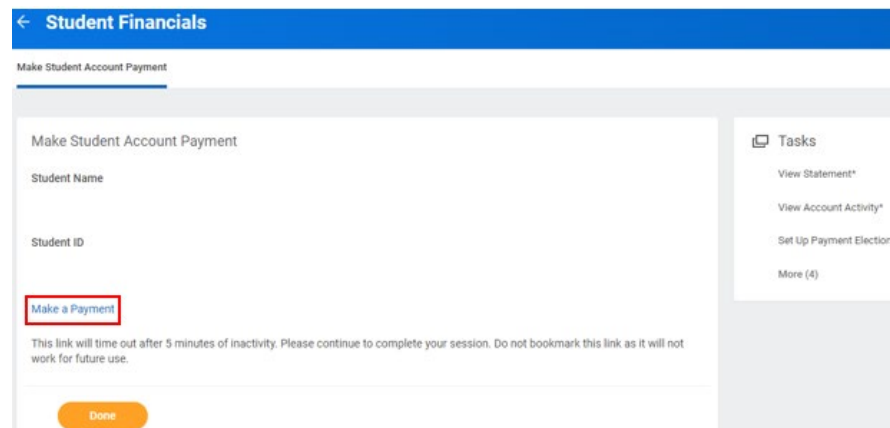 Student Financials
Make Student Account Payment
Make Student Account Payment
Student Name
Student ID
Make a Payment
This link will time out after 5 minutes of inactivity. Please continue to complete your session. Do not bookmark this link as it will not
work for future use.
Done
Tasks
View Statement*
View Account Activity*
Set Up Payment Election
More (4)